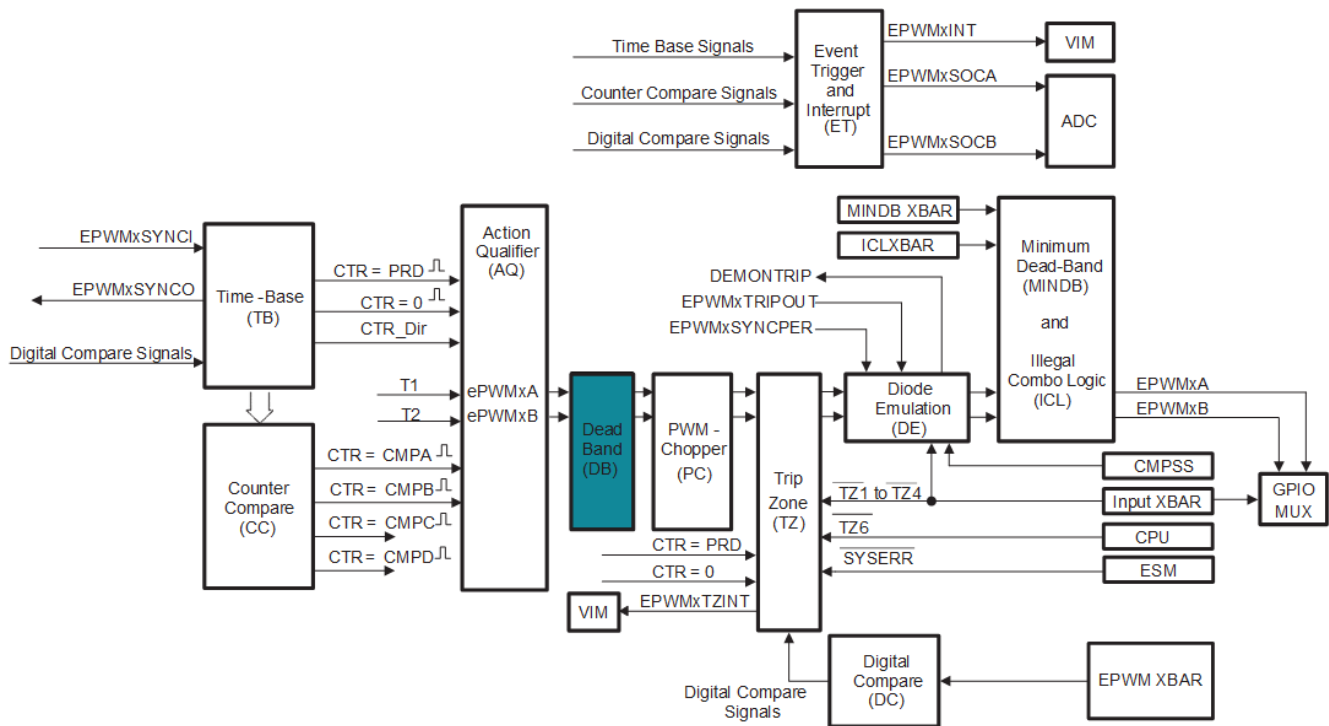 Time Base Signals
Counter Compare Signals
Digital Compare Signals
Event
Trigger
and
Interrupt
(ET)
EPWMxINT
EPWMxSOCA
EPWMxSOCB
VIM
ADC
EPWMxSYNCI
EPWMxSYNCO
Digital Compare Signals
Time -Base
(TB)
CTR = PRD
CTR = 0
CTR_Dir
T1
T2
Counter
Compare
(CC)
CTR = CMPA
CTR = CMPB
CTR = CMPC
CTR = CMPD
Action
Qualifier
(AQ)
ePWMxA
ePWMxB
Dead
Band
(DB)
PWM -
Chopper
(PC)
Trip
Zone
(TZ)
CTR = PRD
CTR = 0
EPWMxTZINT
VIM
DEMONTRIP
EPWMxTRIPOUT
EPWMxSYNCPER
Diode
Emulation
(DE)
MINDB XBAR
ICLXBAR
Minimum
Dead-Band
(MINDB)
and
Illegal
Combo Logic
(ICL)
EPWMxA
EPWMxB
TZ1 to TZ4
TZ6
SYSERR
CMPSS
Input XBAR
CPU
ESM
GPIO
MUX
Digital Compare
Signals
Digital
Compare
(DC)
EPWM XBAR